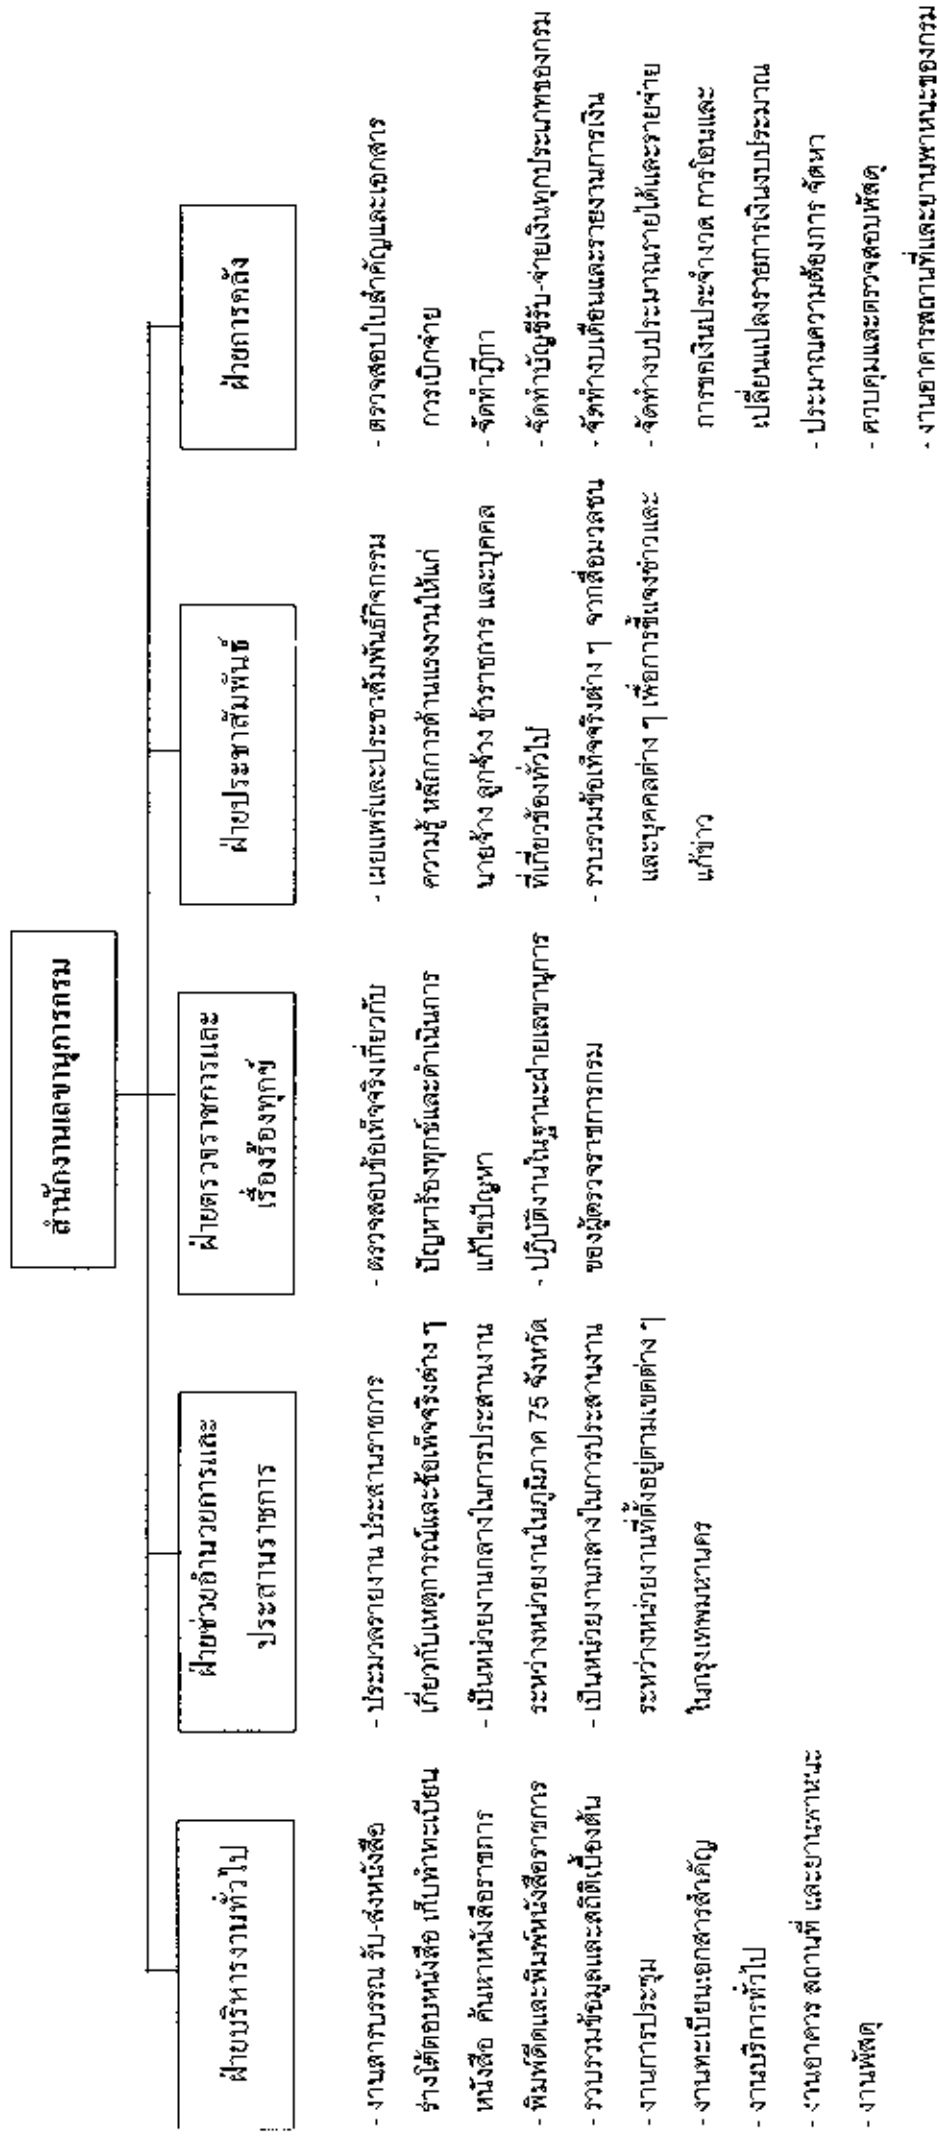 สำนักงานเลขานุการกรม
ฝ่ายบริหารงานทั่วไป
- งานสารบรรณ รับ-ส่งหนังสือ
ร่างโต้ตอบหนังสือ เก็บทำทะเบียน
หนังสือ ค้นหาหนังสือราชการ
- พิมพ์ดีดและพิมพ์หนังสือราชการ
- รวบรวมข้อมูลและสถิติเบื้องต้น
- งานการประชุม
- งานทะเบียนเอกสารสำคัญ
- งานบริการทั่วไป
- งานอาคาร สถานที่ และยานพาหนะ
- งานพัสดุ
ฝ่ายช่วยอำนวยการและ
ประสานราชการ
- ประมวลรายงาน ประสานราชการ
เกี่ยวกับเหตุการณ์และข้อเท็จจริงต่าง ๆ
- เป็นหน่วยงานกลางในการประสานงาน
ระหว่างหน่วยงานในภูมิภาค 75 จังหวัด
- เป็นหน่วยงานกลางในการประสานงาน
ระหว่างหน่วยงานที่ตั้งอยู่ตามเขตต่าง ๆ
ในกรุงเทพมหานคร
ฝ่ายตรวจราชการและ
เรื่องร้องทุกข์
- ตรวจสอบข้อเท็จจริงเกี่ยวกับ
ปัญหาร้องทุกข์และดำเนินการ
แก้ไขปัญหา
- ปฏิบัติงานในฐานะฝ่ายเลขานุการ
ของผู้ตรวจราชการกรม
ฝ่ายประชาสัมพันธ์
- เผยแพร่และประชาสัมพันธ์กิจกรรม
ความรู้ หลักการด้านแรงงานให้แก่
นายจ้าง ลูกจ้าง ข้าราชการ และบุคคล
ที่เกี่ยวข้องทั่วไป
- รวบรวมข้อเท็จจริงต่าง ๆ จากสื่อมวลชน
และบุคคลต่าง ๆ เพื่อการชี้แจงข่าวและ
แก้ข่าว
ฝ่ายการคลัง
- ตรวจสอบใบสำคัญและเอกสาร
การเบิกจ่าย
- จัดทำฎีกา
- จัดทำบัญชีรับ-จ่ายเงินทุกประเภทของกรม
- จัดทำงบเดือนและรายงานการเงิน
- จัดทำงบประมาณรายได้และรายจ่าย
การขอเงินประจำงวด การโอนและ
เปลี่ยนแปลงรายการเงินงบประมาณ
- ประมาณความต้องการ จัดหา
- ควบคุมและตรวจสอบพัสดุ
- งานอาคารสถานที่และยานพาหนะของกรม